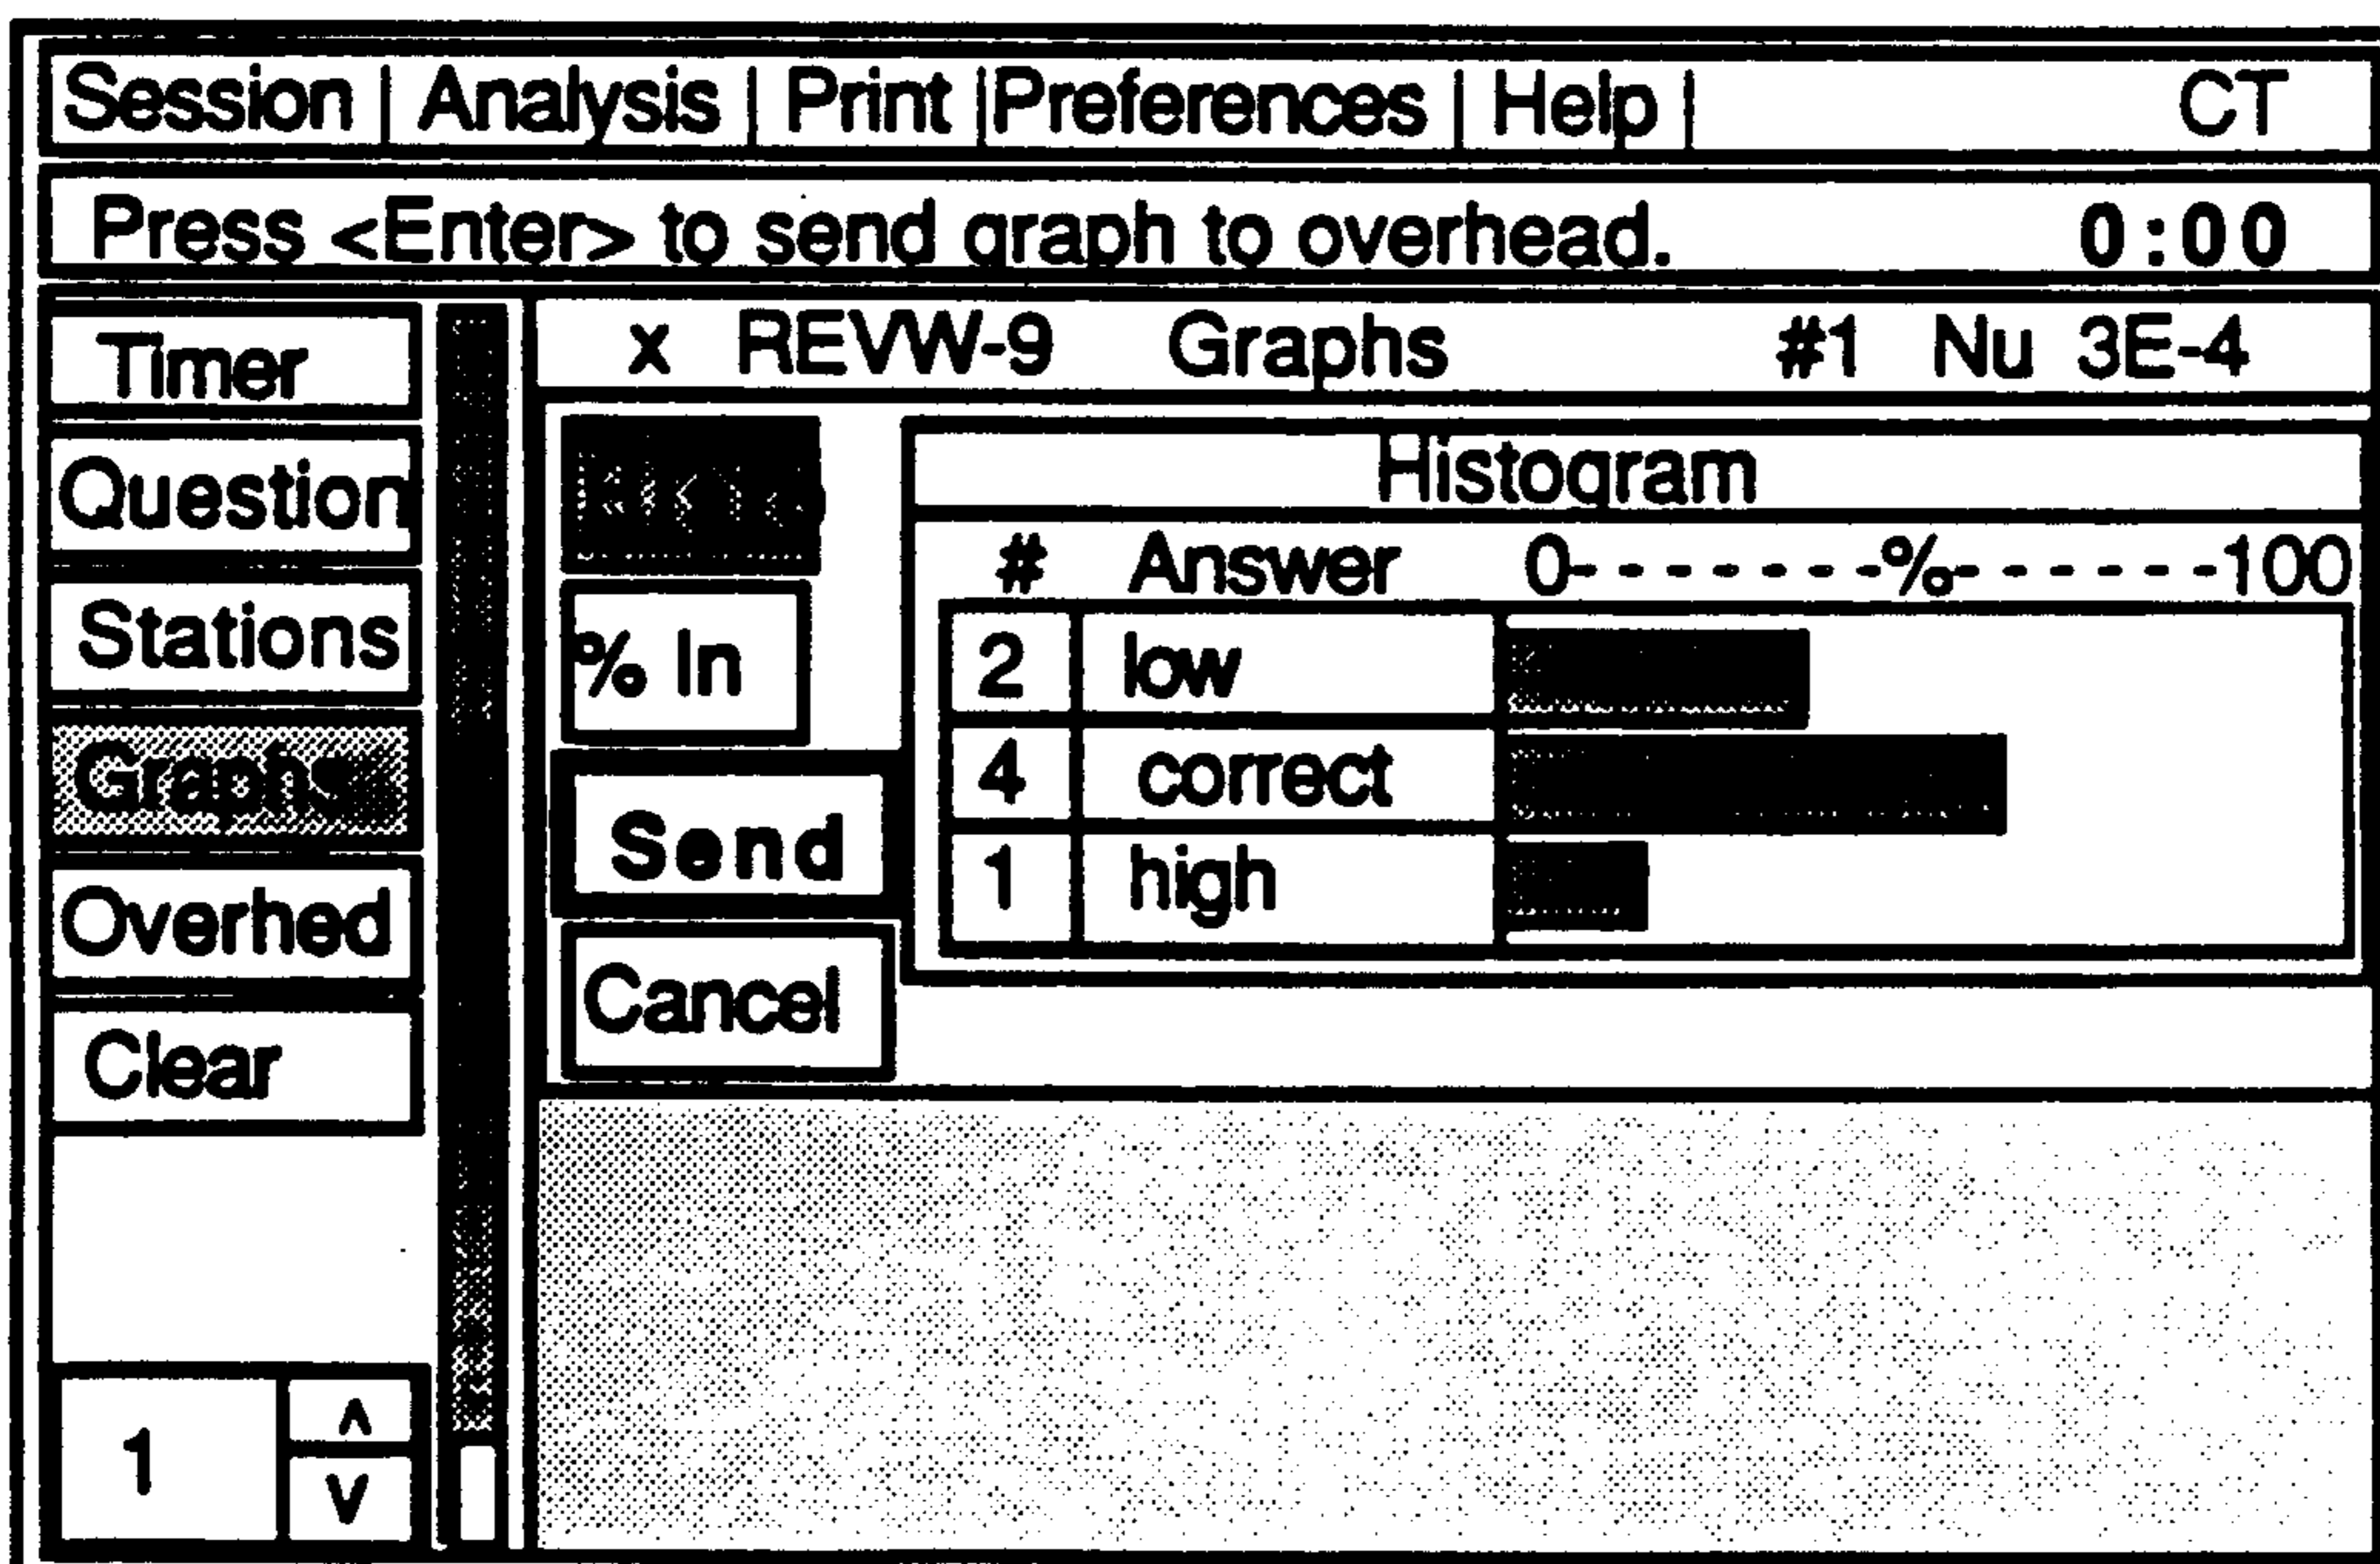 Session | Analysis | Print | Preferences | Help | CT
Press <Enter> to send graph to overhead. 0:00
x REVW-9 Graphs #1 Nu 3E-4
Timer
Question
Stations
Graphs
Overhed
Clear
1
^
v
% In
Send
Cancel
Histogram
# Answer 0- - - - - - -%- - - - - -100
2 low
4 correct
1 high